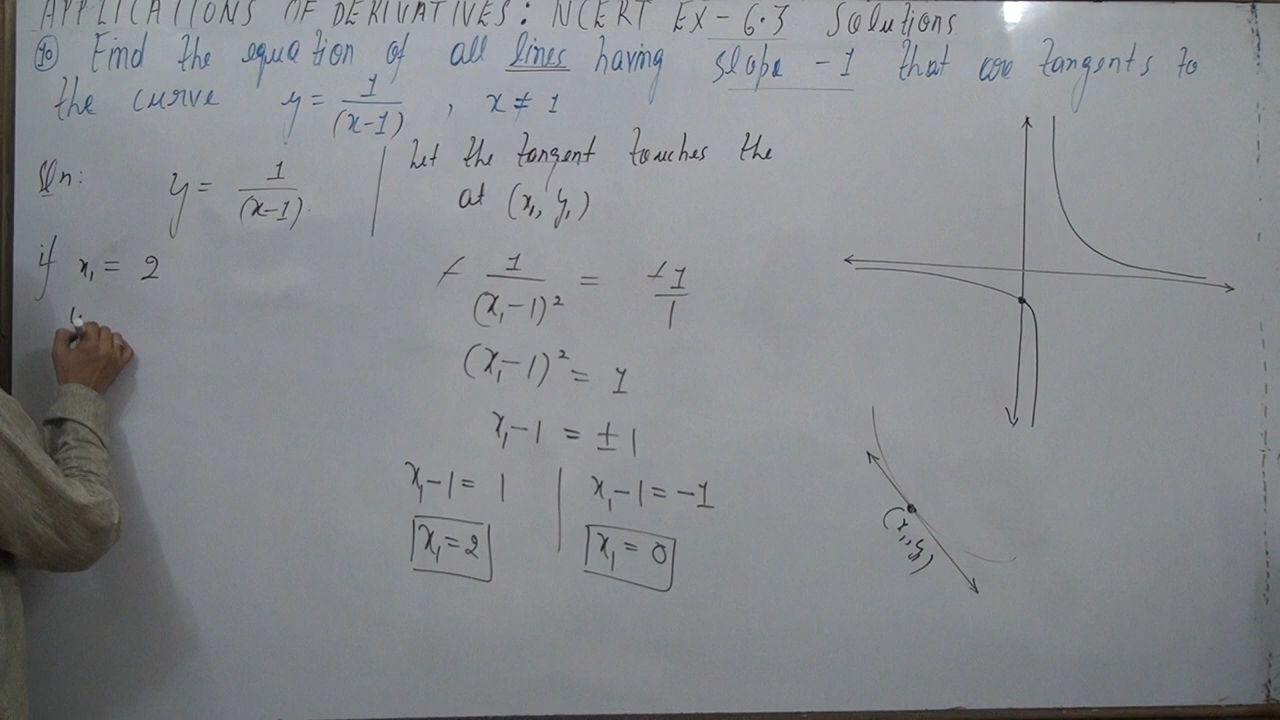 APPLICATIONS OF DERIVATIVES: NCERT EX-6.3 Solutions
10 Find the equation of all lines having slope -1 that are tangents to
the curve y = 1/(x-1) , x ≠ 1
Sln: y = 1/(x-1).
Let the tangent touches the
at (x₁, y₁)
if x₁ = 2
- 1/(x₁-1)² = -1/1
(x₁-1)² = 1
x₁-1 = ±1
x₁-1 = 1 | x₁-1 = -1
x₁ = 2 | x₁ = 0
(x₁, y₁)